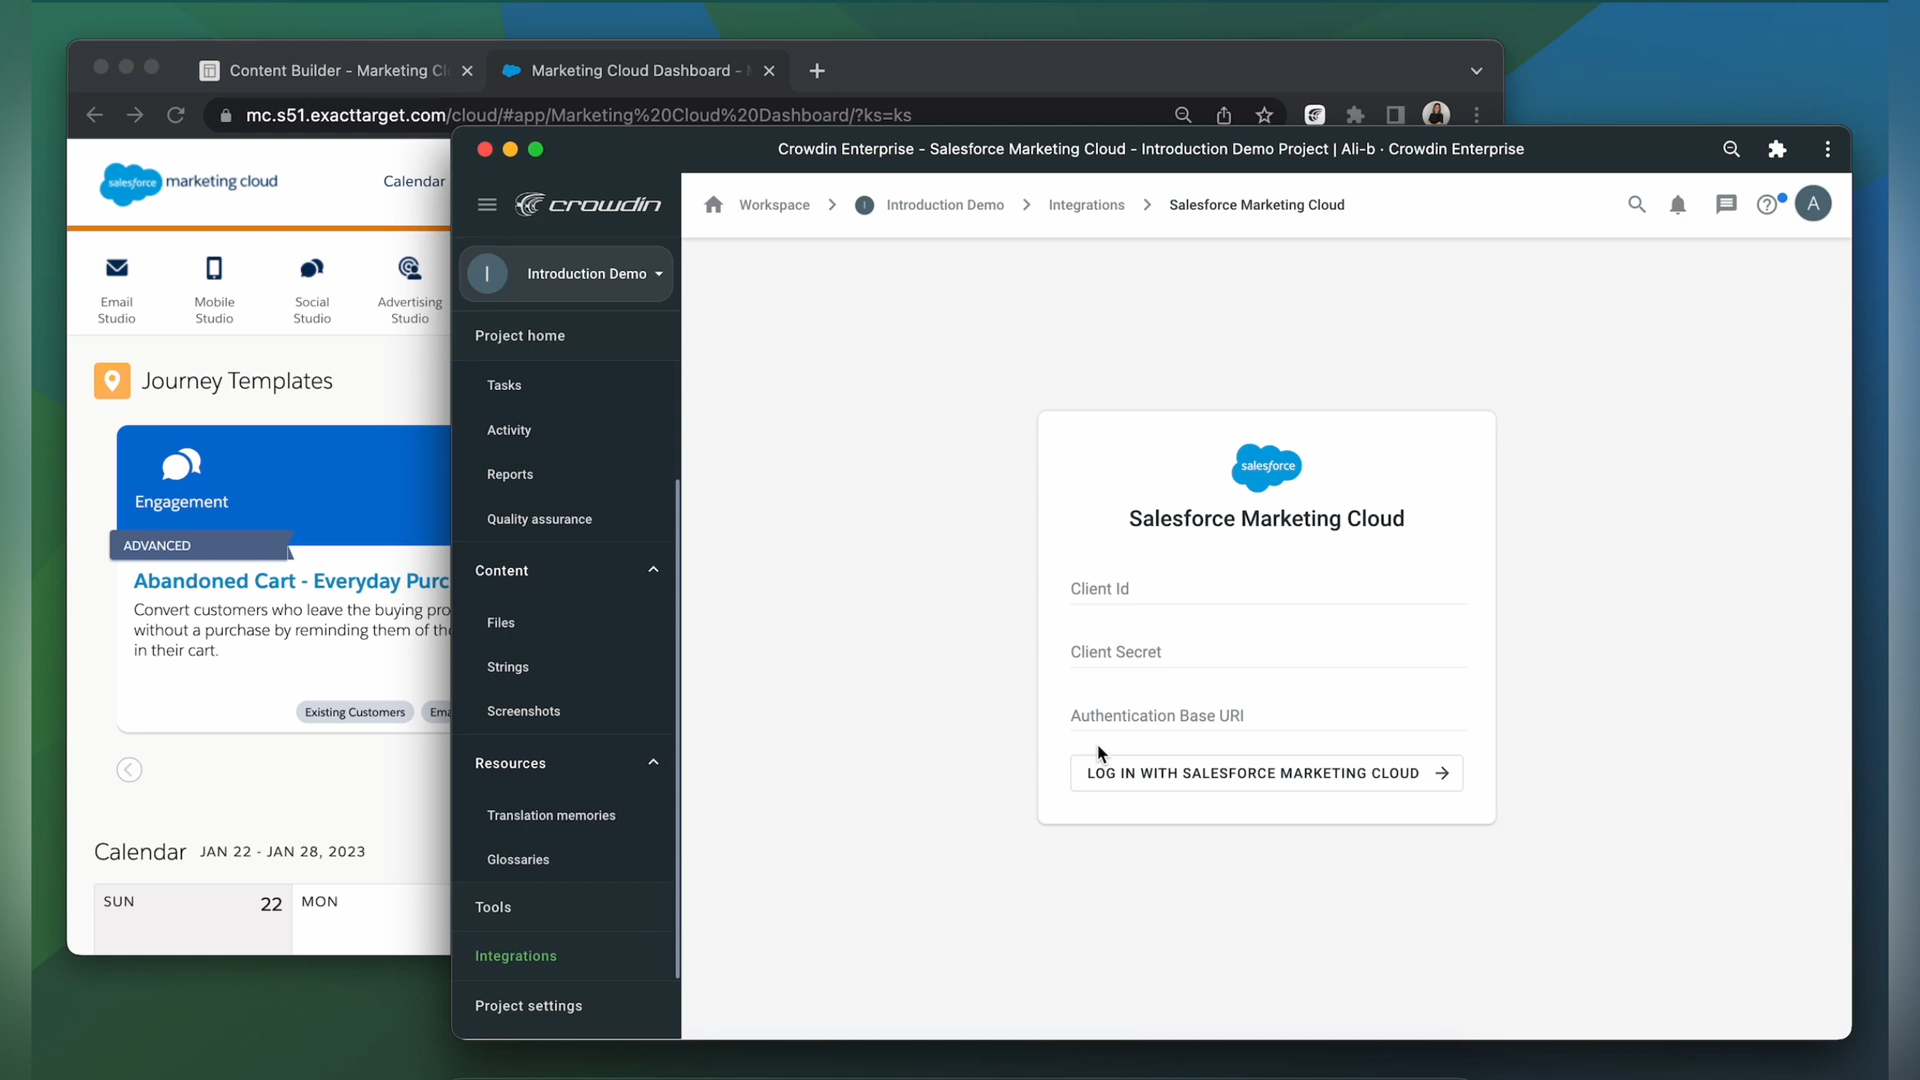 Content Builder - Marketing Cl
Marketing Cloud Dashboard -
mc.s51.exacttarget.com/cloud/#app/Marketing%20Cloud%20Dashboard/?ks=ks
salesforce marketing cloud
Calendar
Email Studio
Mobile Studio
Social Studio
Advertising Studio
Journey Templates
Engagement
ADVANCED
Abandoned Cart - Everyday Purc
Convert customers who leave the buying pro
without a purchase by reminding them of the
in their cart.
Existing Customers
Ema
Calendar JAN 22 - JAN 28, 2023
SUN 22 MON
Crowdin Enterprise - Salesforce Marketing Cloud - Introduction Demo Project | Ali-b · Crowdin Enterprise
crowdin
I Introduction Demo
Project home
Tasks
Activity
Reports
Quality assurance
Content
Files
Strings
Screenshots
Resources
Translation memories
Glossaries
Tools
Integrations
Project settings
Workspace > I Introduction Demo > Integrations > Salesforce Marketing Cloud
A
salesforce
Salesforce Marketing Cloud
Client Id
Client Secret
Authentication Base URI
LOG IN WITH SALESFORCE MARKETING CLOUD →